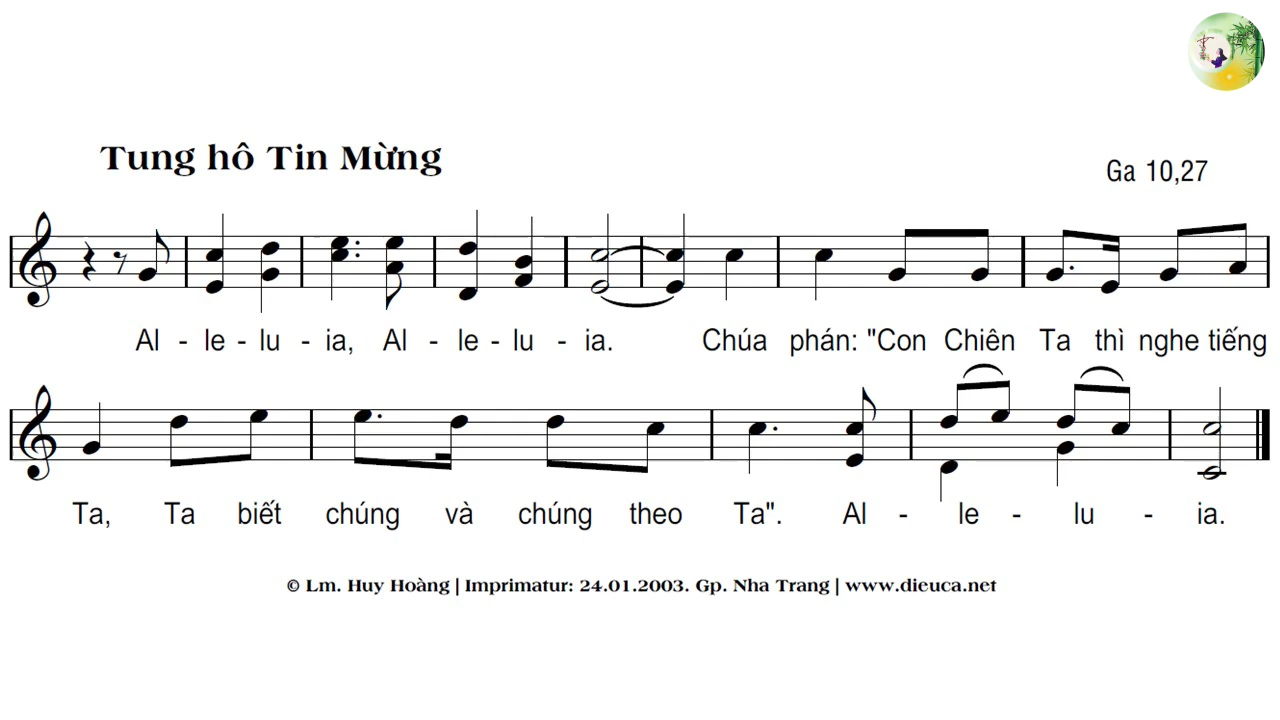 Tung hô Tin Mừng
Ga 10,27
Al - le - lu - ia, Al - le - lu - ia. Chúa phán: "Con Chiên Ta thì nghe tiếng
Ta, Ta biết chúng và chúng theo Ta". Al - le - lu - ia.
© Lm. Huy Hoàng | Imprimatur: 24.01.2003. Gp. Nha Trang | www.dieuca.net